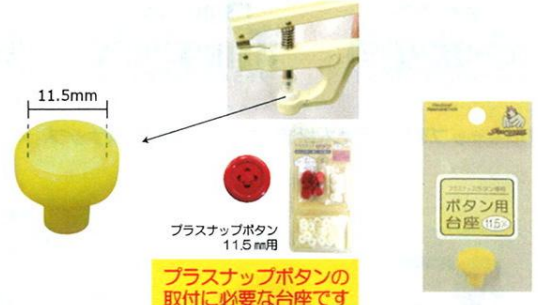 11.5mm
プラスナップボタン
11.5㎜用
プラスナップボタンの
取付に必要な台座です
プラスナップボタン専用
ボタン用
台座 11.5㎜